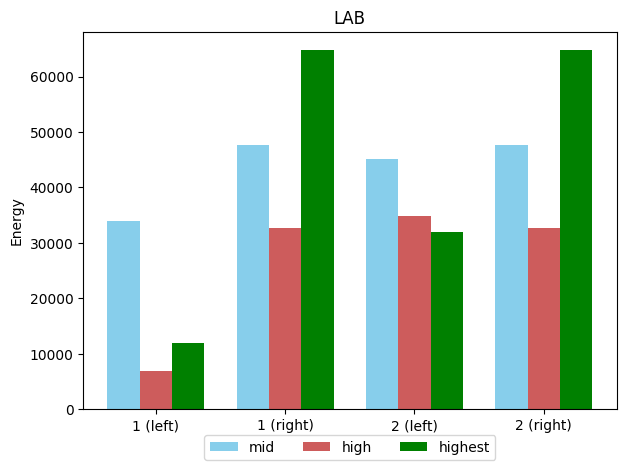 LAB
Energy
60000
50000
40000
30000
20000
10000
0
1 (left) 1 (right) 2 (left) 2 (right)
mid high highest